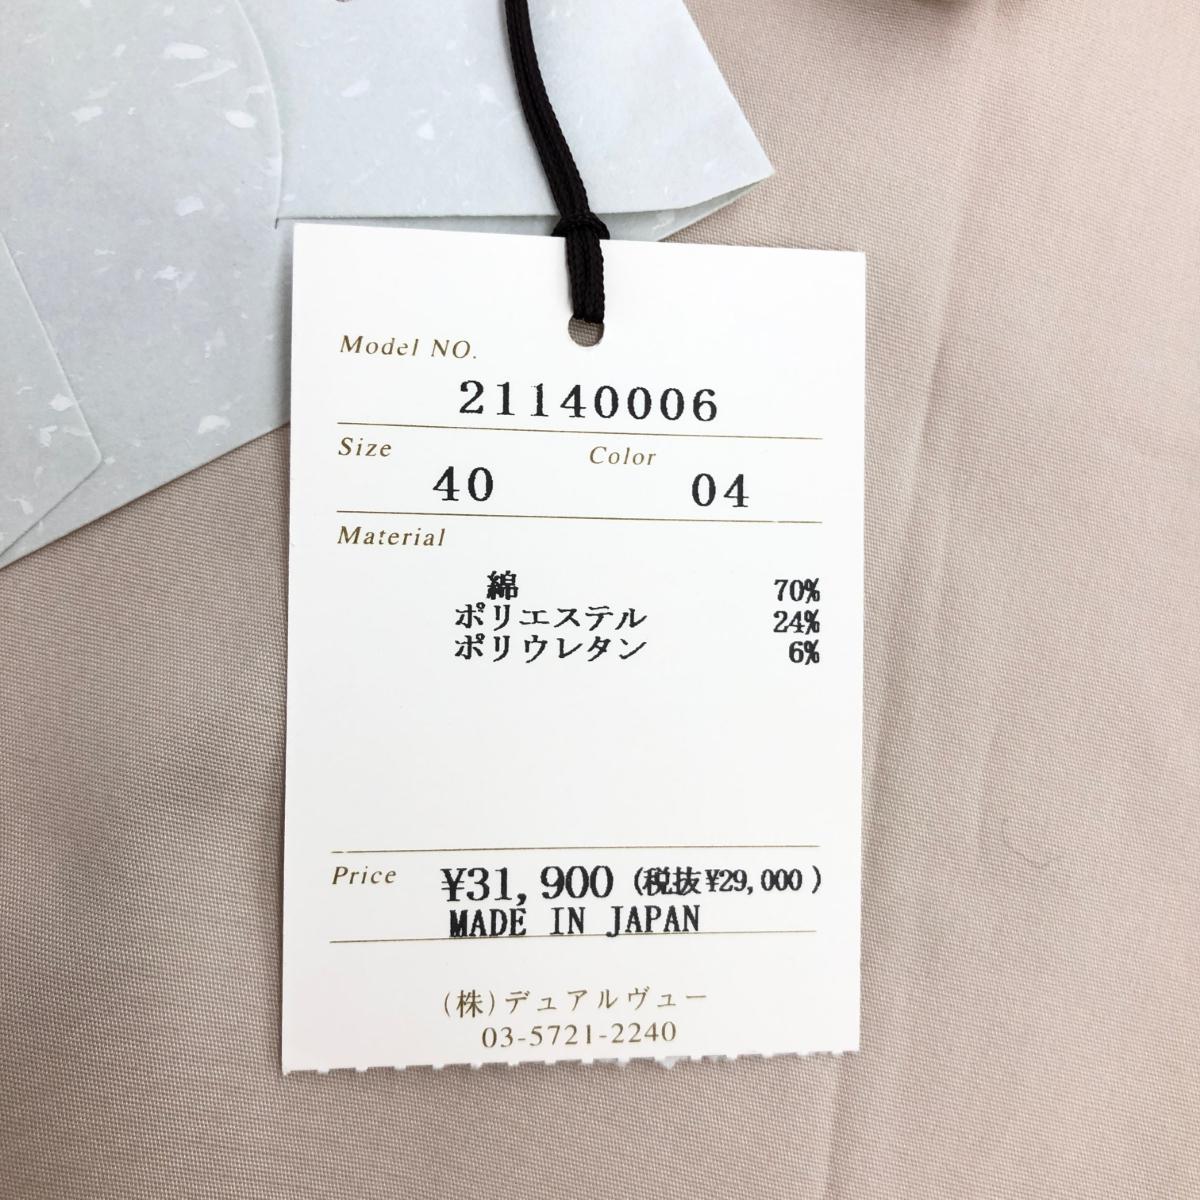 Model NO.
21140006
Size Color
40 04
Material
綿 70%
ポリエステル 24%
ポリウレタン 6%
Price ¥31,900 (税抜¥29,000)
MADE IN JAPAN
(株)デュアルヴュー
03-5721-2240